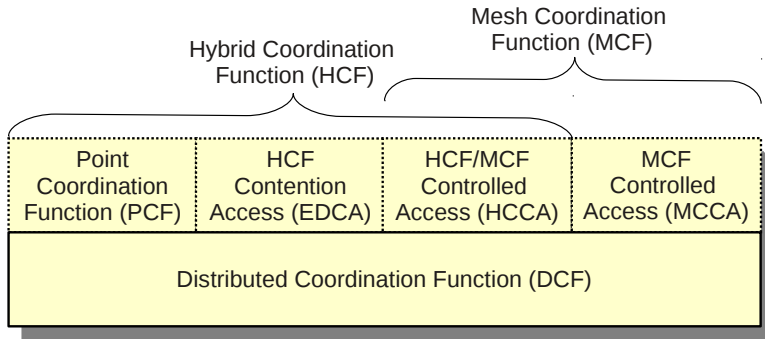 Mesh Coordination
Function (MCF)
Hybrid Coordination
Function (HCF)
Point
Coordination
Function (PCF)
HCF
Contention
Access (EDCA)
HCF/MCF
Controlled
Access (HCCA)
MCF
Controlled
Access (MCCA)
Distributed Coordination Function (DCF)